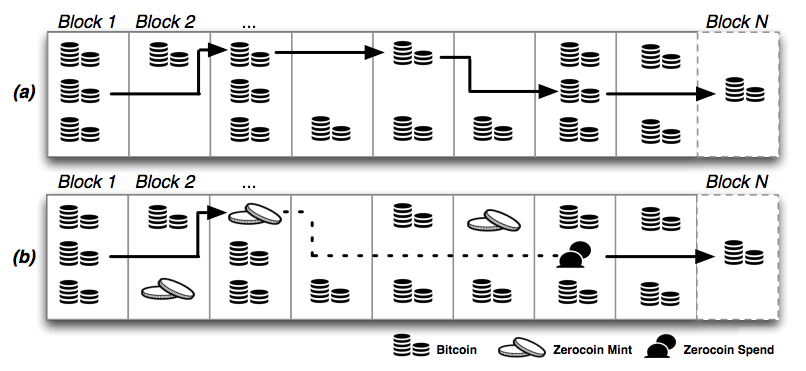 Block 1 Block 2 ... Block N
(a)
Block 1 Block 2 ... Block N
(b)
Bitcoin Zerocoin Mint Zerocoin Spend